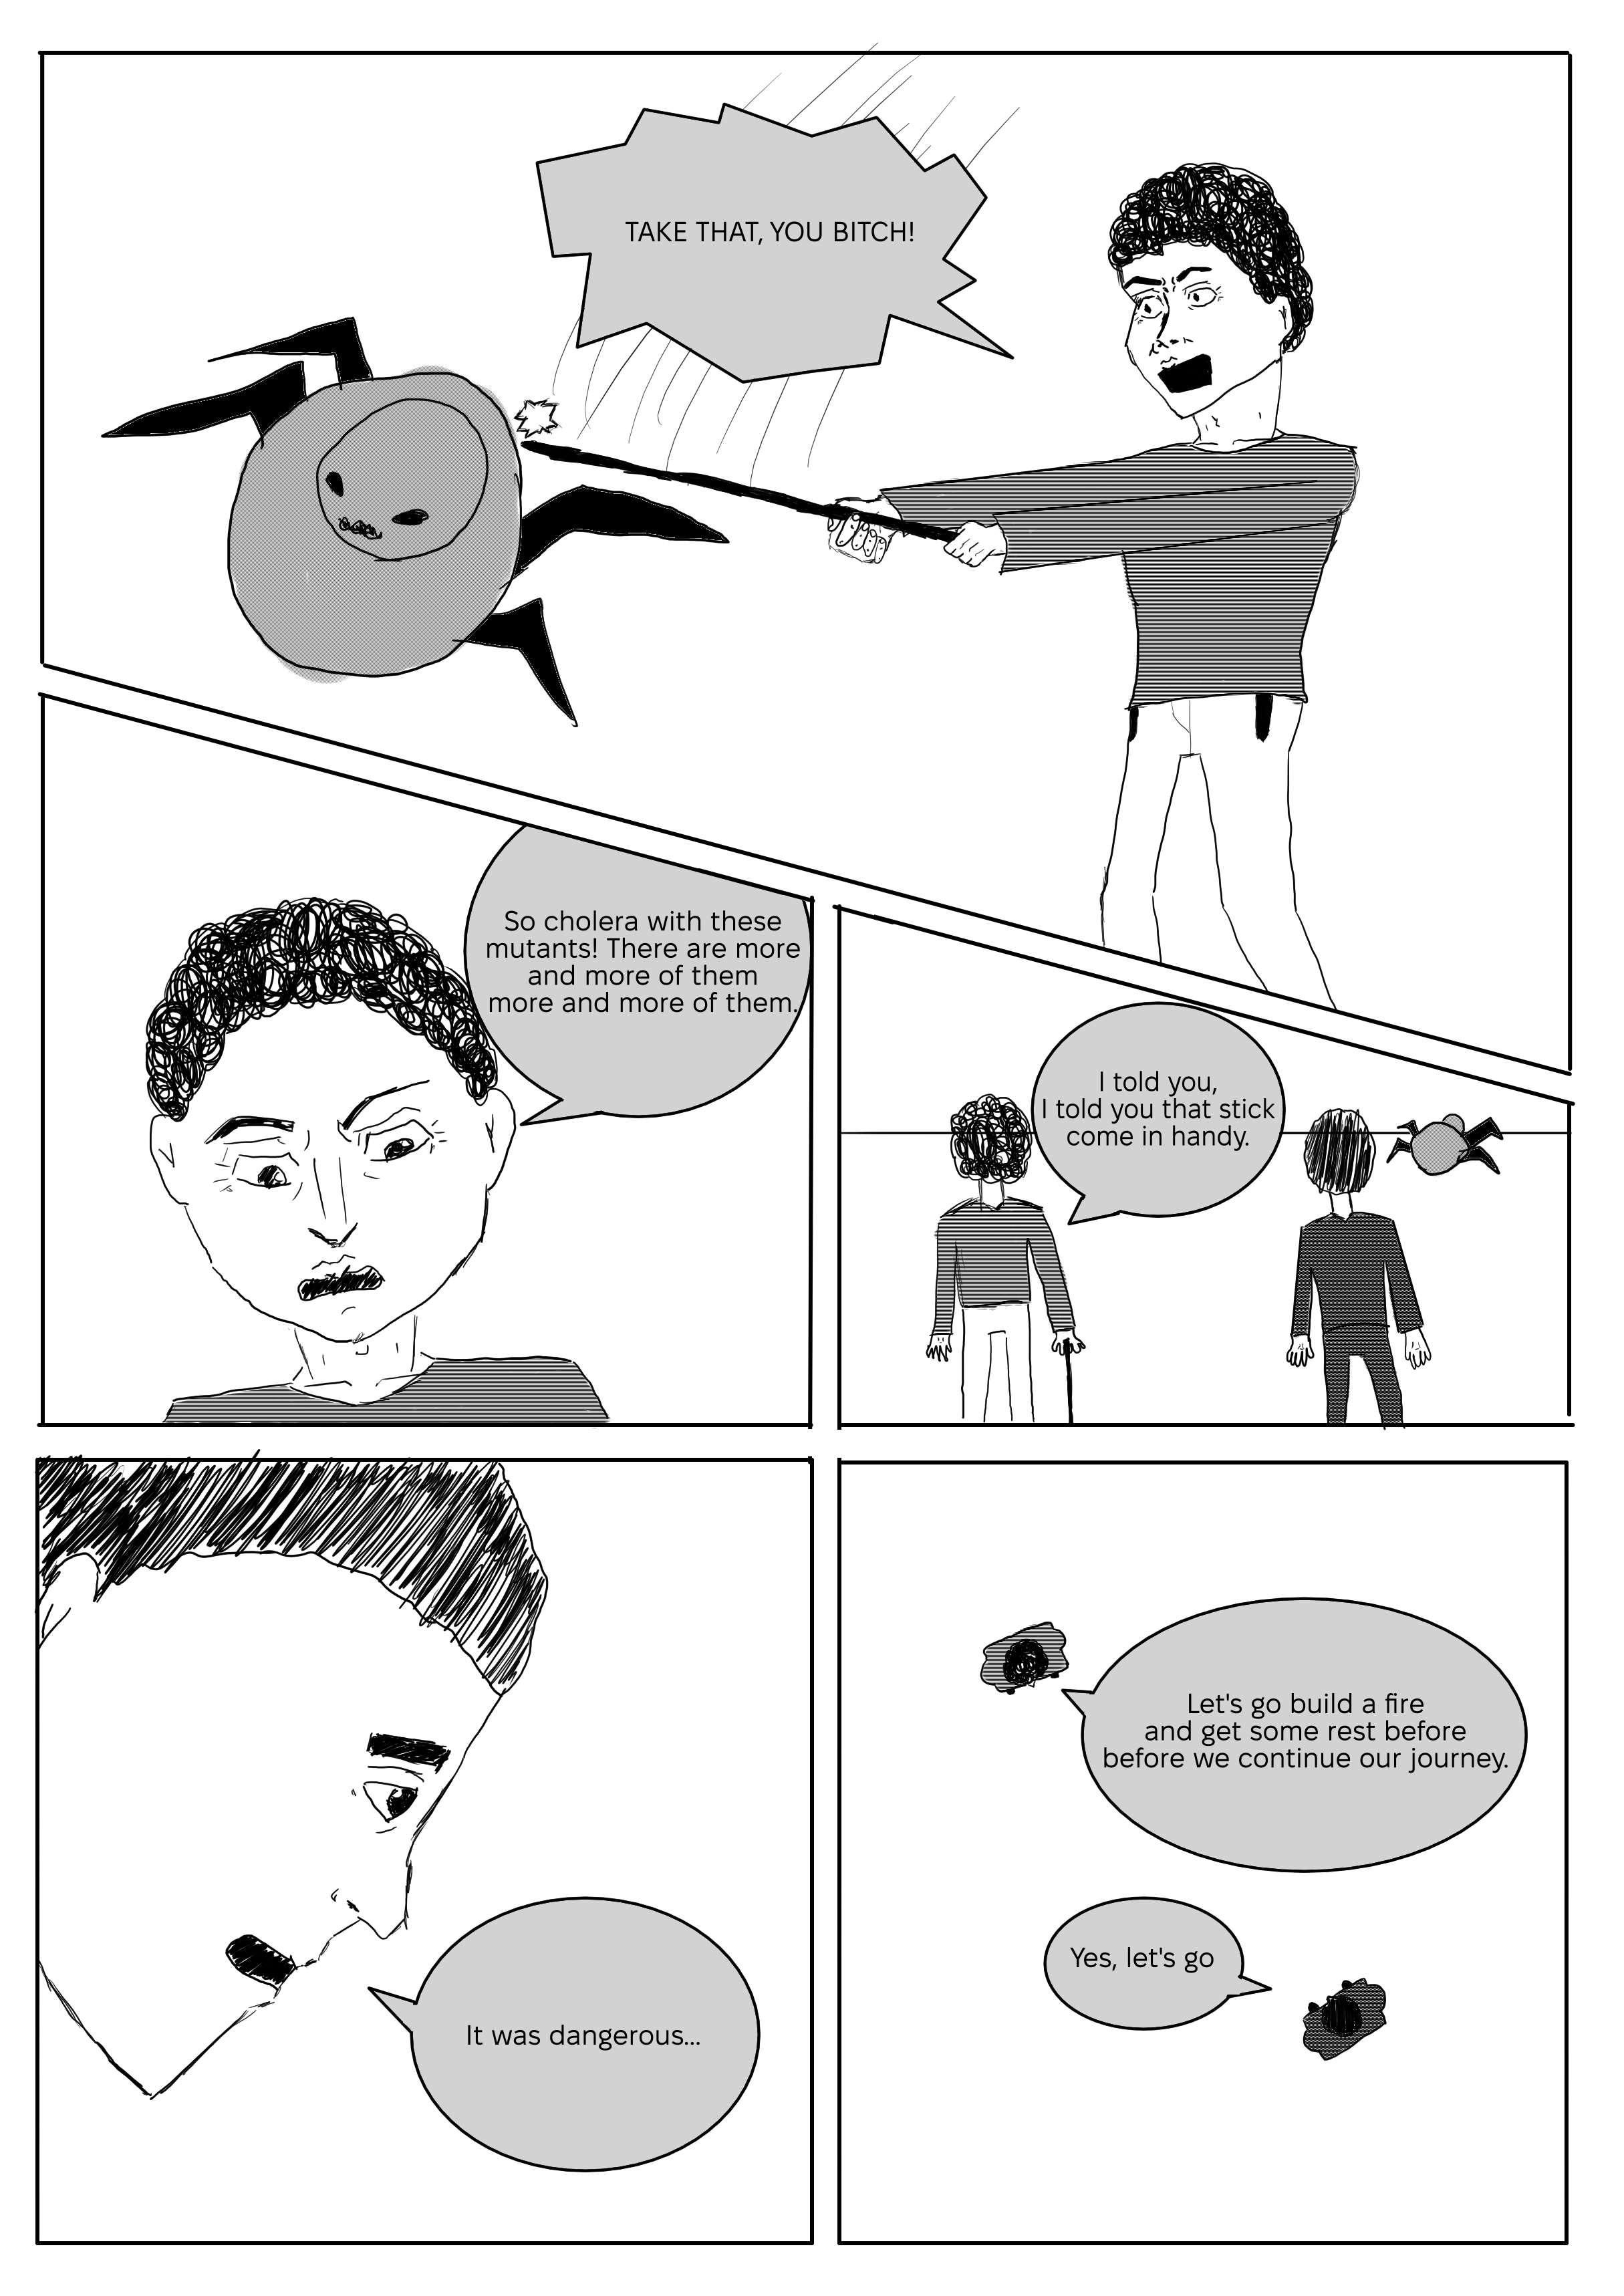 TAKE THAT, YOU BITCH!
So cholera with these
mutants! There are more
and more of them
more and more of them.
I told you,
I told you that stick
come in handy.
It was dangerous...
Let's go build a fire
and get some rest before
before we continue our journey.
Yes, let's go